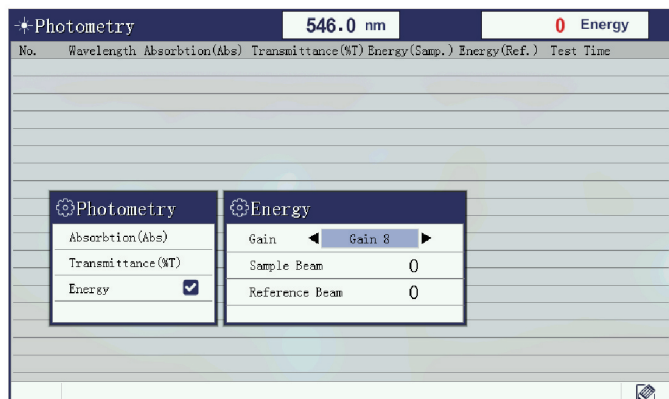 Photometry 546.0 nm 0 Energy
No. Wavelength Absorbtion(Abs) Transmittance(%T) Energy(Samp.) Energy(Ref.) Test Time
Photometry
Absorbtion(Abs)
Transmittance(%T)
Energy
Energy
Gain Gain 8
Sample Beam 0
Reference Beam 0